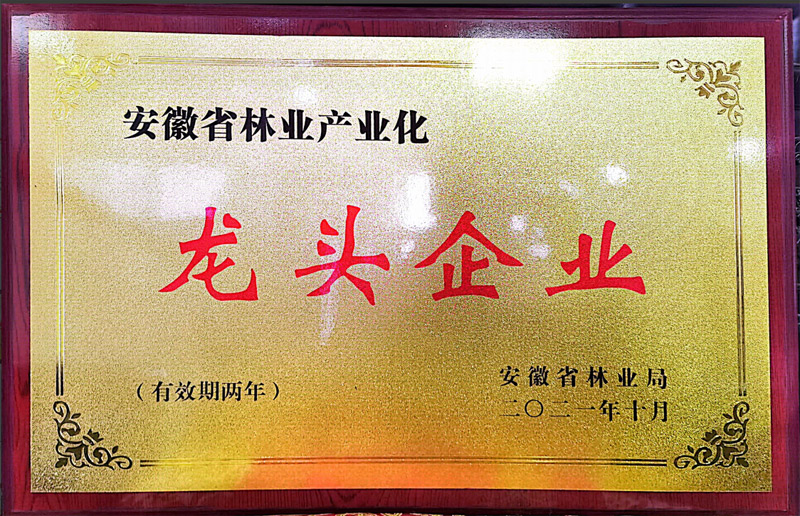 安徽省林业产业化
龙头企业
（有效期两年）
安徽省林业局
二〇二一年十月